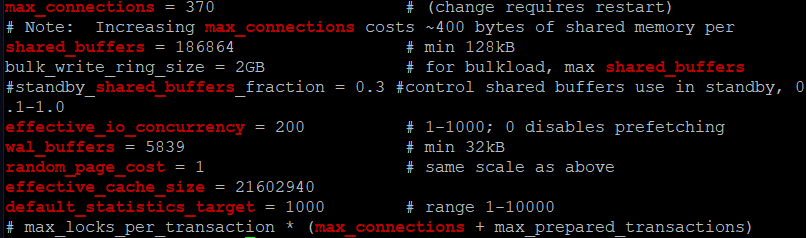 max_connections = 370 # (change requires restart)
# Note:  Increasing max_connections costs ~400 bytes of shared memory per
shared_buffers = 186864 # min 128kB
bulk_write_ring_size = 2GB # for bulkload, max shared_buffers
#standby_shared_buffers_fraction = 0.3 #control shared buffers use in standby, 0
.1-1.0
effective_io_concurrency = 200 # 1-1000; 0 disables prefetching
wal_buffers = 5839 # min 32kB
random_page_cost = 1 # same scale as above
effective_cache_size = 21602940
default_statistics_target = 1000 # range 1-10000
# max_locks_per_transaction * (max_connections + max_prepared_transactions)